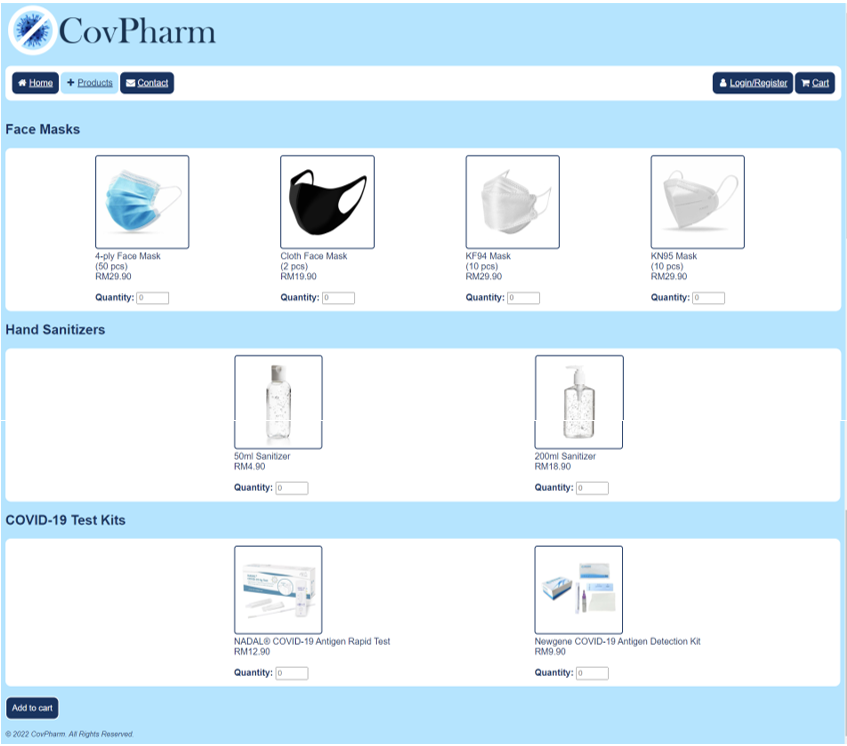 CovPharm
Home Products Contact Login/Register Cart
Face Masks
4-ply Face Mask
(50 pcs)
RM29.90
Quantity: 0
Cloth Face Mask
(2 pcs)
RM19.90
Quantity: 0
KF94 Mask
(10 pcs)
RM29.90
Quantity: 0
KN95 Mask
(10 pcs)
RM29.90
Quantity: 0
Hand Sanitizers
50ml Sanitizer
RM4.90
Quantity: 0
200ml Sanitizer
RM18.90
Quantity: 0
COVID-19 Test Kits
NADAL® COVID-19 Antigen Rapid Test
RM12.90
Quantity: 0
Newgene COVID-19 Antigen Detection Kit
RM9.90
Quantity: 0
Add to cart
© 2022 CovPharm. All Rights Reserved.